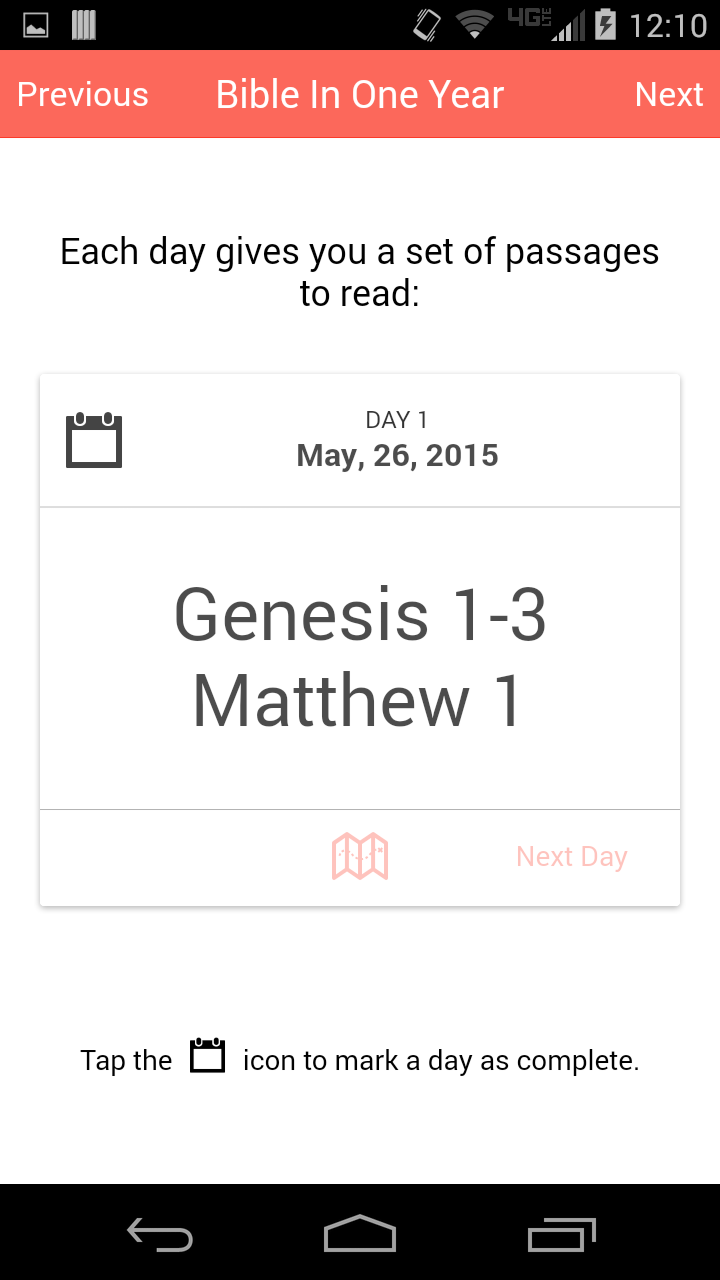 4G LTE 12:10
Previous Bible In One Year Next
Each day gives you a set of passages
to read:
DAY 1
May, 26, 2015
Genesis 1-3
Matthew 1
Next Day
Tap the icon to mark a day as complete.